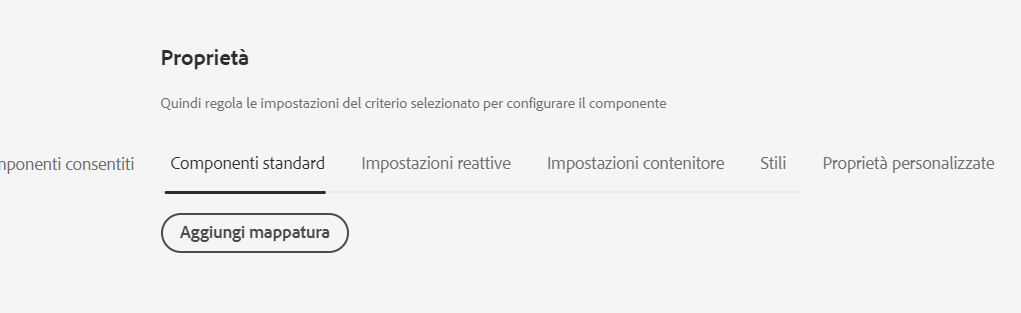 Proprietà
Quindi regola le impostazioni del criterio selezionato per configurare il componente
mponenti consentiti Componenti standard Impostazioni reattive Impostazioni contenitore Stili Proprietà personalizzate
Aggiungi mappatura